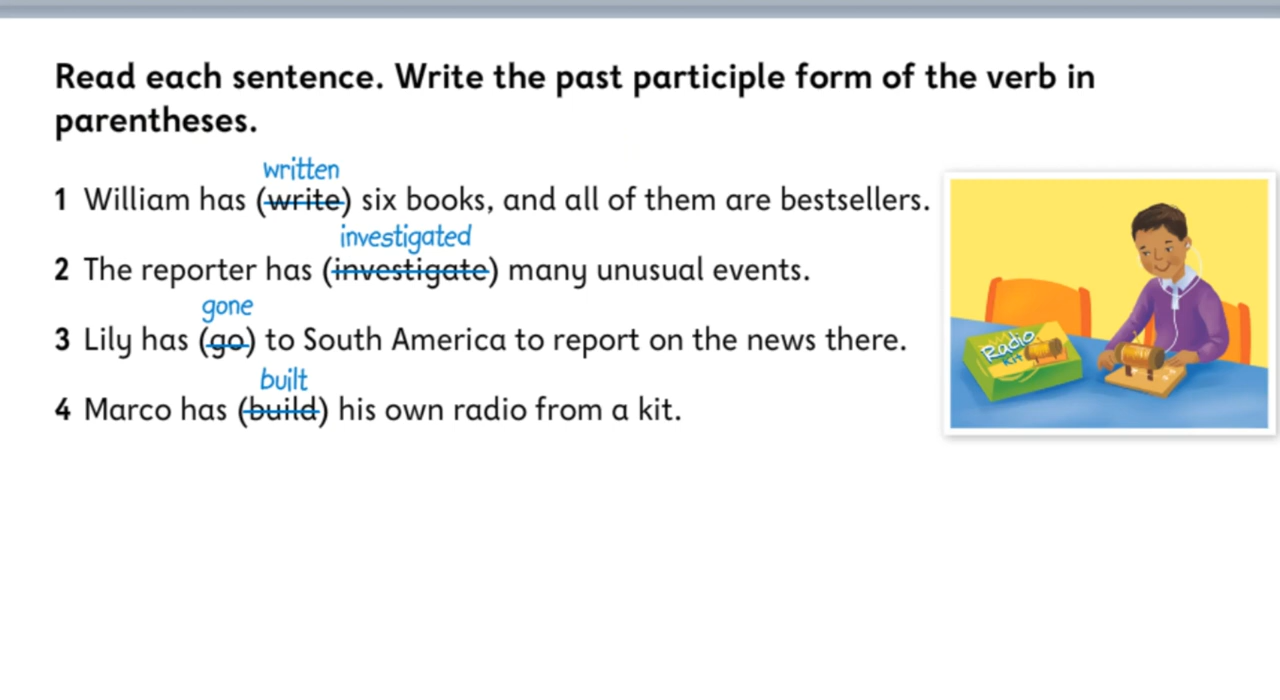 Read each sentence. Write the past participle form of the verb in
parentheses.
written
1 William has (write) six books, and all of them are bestsellers.
investigated
2 The reporter has (investigate) many unusual events.
gone
3 Lily has (go) to South America to report on the news there.
built
4 Marco has (build) his own radio from a kit.
Radio
Kit